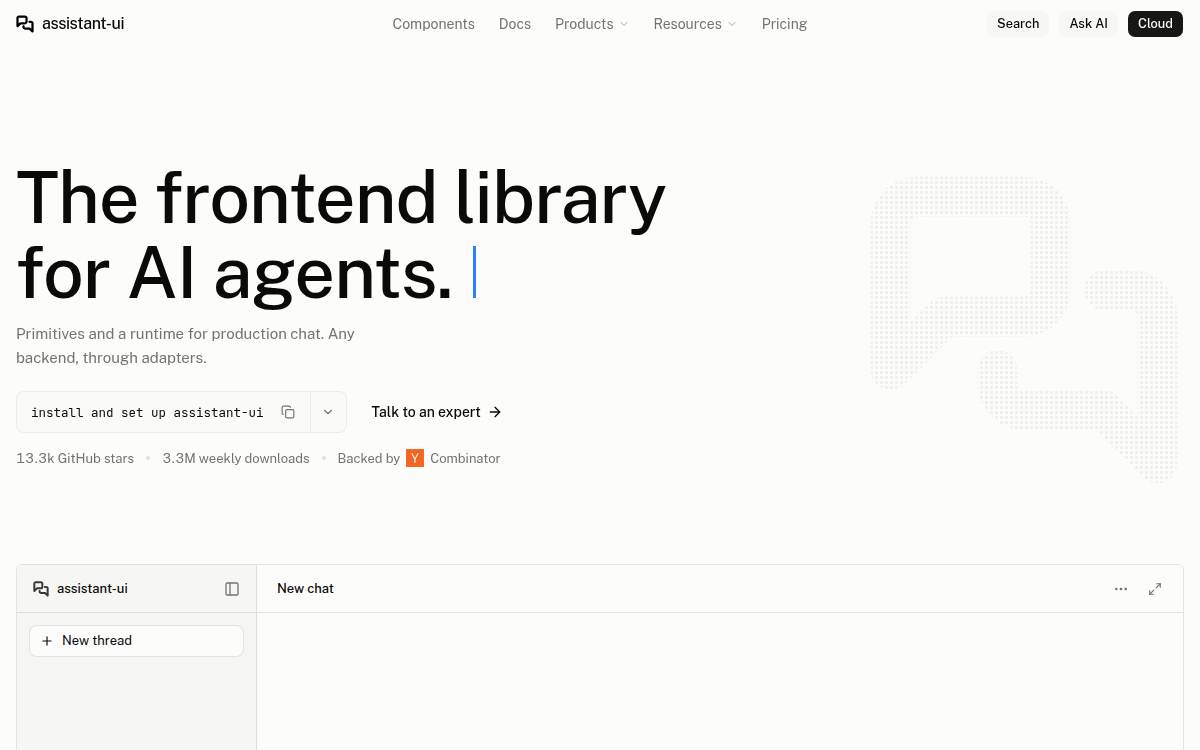 assistant-ui
Components Docs Products Resources Pricing
Search Ask AI Cloud
The frontend library
for AI agents.
Primitives and a runtime for production chat. Any
backend, through adapters.
install and set up assistant-ui
Talk to an expert →
13.3k GitHub stars • 3.3M weekly downloads • Backed by Y Combinator
assistant-ui
New chat
+ New thread